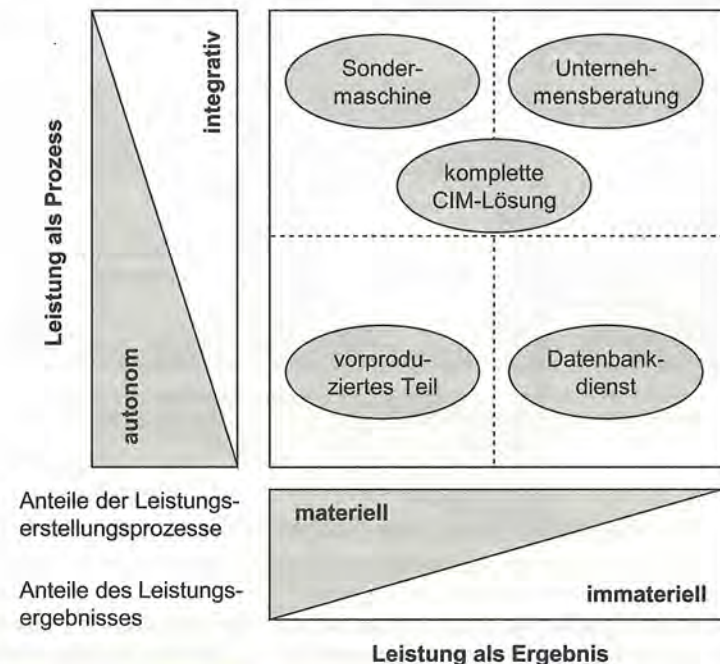 Leistung als Prozess
integrativ
autonom
Sonder-
maschine
Unterneh-
mensberatung
komplette
CIM-Lösung
vorprodu-
ziertes Teil
Datenbank-
dienst
Anteile der Leistungs-
erstellungsprozesse
materiell
Anteile des Leistungs-
ergebnisses
immateriell
Leistung als Ergebnis